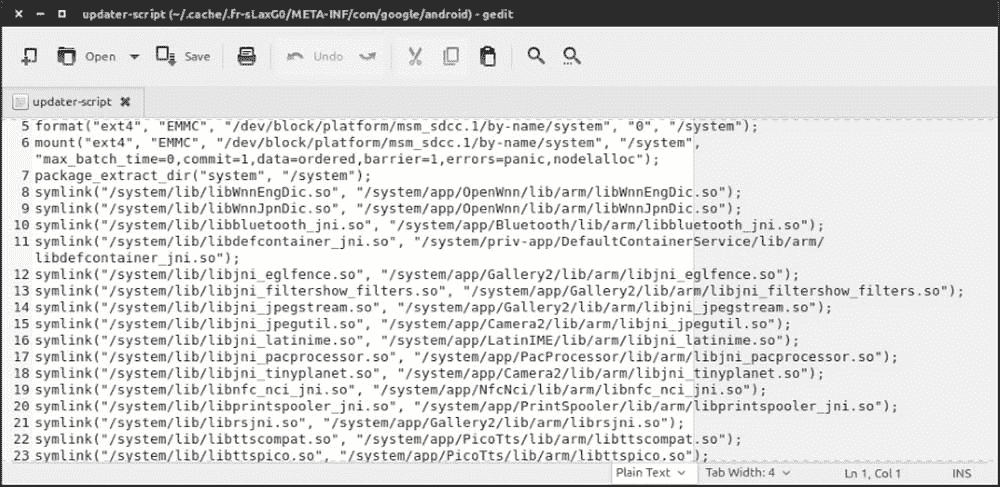 updater-script (~/.cache/.fr-sLaxG0/META-INF/com/google/android) - gedit
Open Save Undo
updater-script
5 format("ext4", "EMMC", "/dev/block/platform/msm_sdcc.1/by-name/system", "0", "/system");
6 mount("ext4", "EMMC", "/dev/block/platform/msm_sdcc.1/by-name/system", "/system",
"max_batch_time=0,commit=1,data=ordered,barrier=1,errors=panic,nodelalloc");
7 package_extract_dir("system", "/system");
8 symlink("/system/lib/libWnnEngDic.so", "/system/app/OpenWnn/lib/arm/libWnnEngDic.so");
9 symlink("/system/lib/libWnnJpnDic.so", "/system/app/OpenWnn/lib/arm/libWnnJpnDic.so");
10 symlink("/system/lib/libbluetooth_jni.so", "/system/app/Bluetooth/lib/arm/libbluetooth_jni.so");
11 symlink("/system/lib/libdefcontainer_jni.so", "/system/priv-app/DefaultContainerService/lib/arm/
libdefcontainer_jni.so");
12 symlink("/system/lib/libjni_eglfence.so", "/system/app/Gallery2/lib/arm/libjni_eglfence.so");
13 symlink("/system/lib/libjni_filtershow_filters.so", "/system/app/Gallery2/lib/arm/libjni_filtershow_filters.so");
14 symlink("/system/lib/libjni_jpegstream.so", "/system/app/Gallery2/lib/arm/libjni_jpegstream.so");
15 symlink("/system/lib/libjni_jpegutil.so", "/system/app/Camera2/lib/arm/libjni_jpegutil.so");
16 symlink("/system/lib/libjni_latinime.so", "/system/app/LatinIME/lib/arm/libjni_latinime.so");
17 symlink("/system/lib/libjni_pacprocessor.so", "/system/app/PacProcessor/lib/arm/libjni_pacprocessor.so");
18 symlink("/system/lib/libjni_tinyplanet.so", "/system/app/Camera2/lib/arm/libjni_tinyplanet.so");
19 symlink("/system/lib/libnfc_nci_jni.so", "/system/app/NfcNci/lib/arm/libnfc_nci_jni.so");
20 symlink("/system/lib/libprintspooler_jni.so", "/system/app/PrintSpooler/lib/arm/libprintspooler_jni.so");
21 symlink("/system/lib/librsjni.so", "/system/app/Gallery2/lib/arm/librsjni.so");
22 symlink("/system/lib/libttscompat.so", "/system/app/PicoTts/lib/arm/libttscompat.so");
23 symlink("/system/lib/libttspico.so", "/system/app/PicoTts/lib/arm/libttspico.so");
Plain Text Tab Width: 4 Ln 1, Col 1 INS